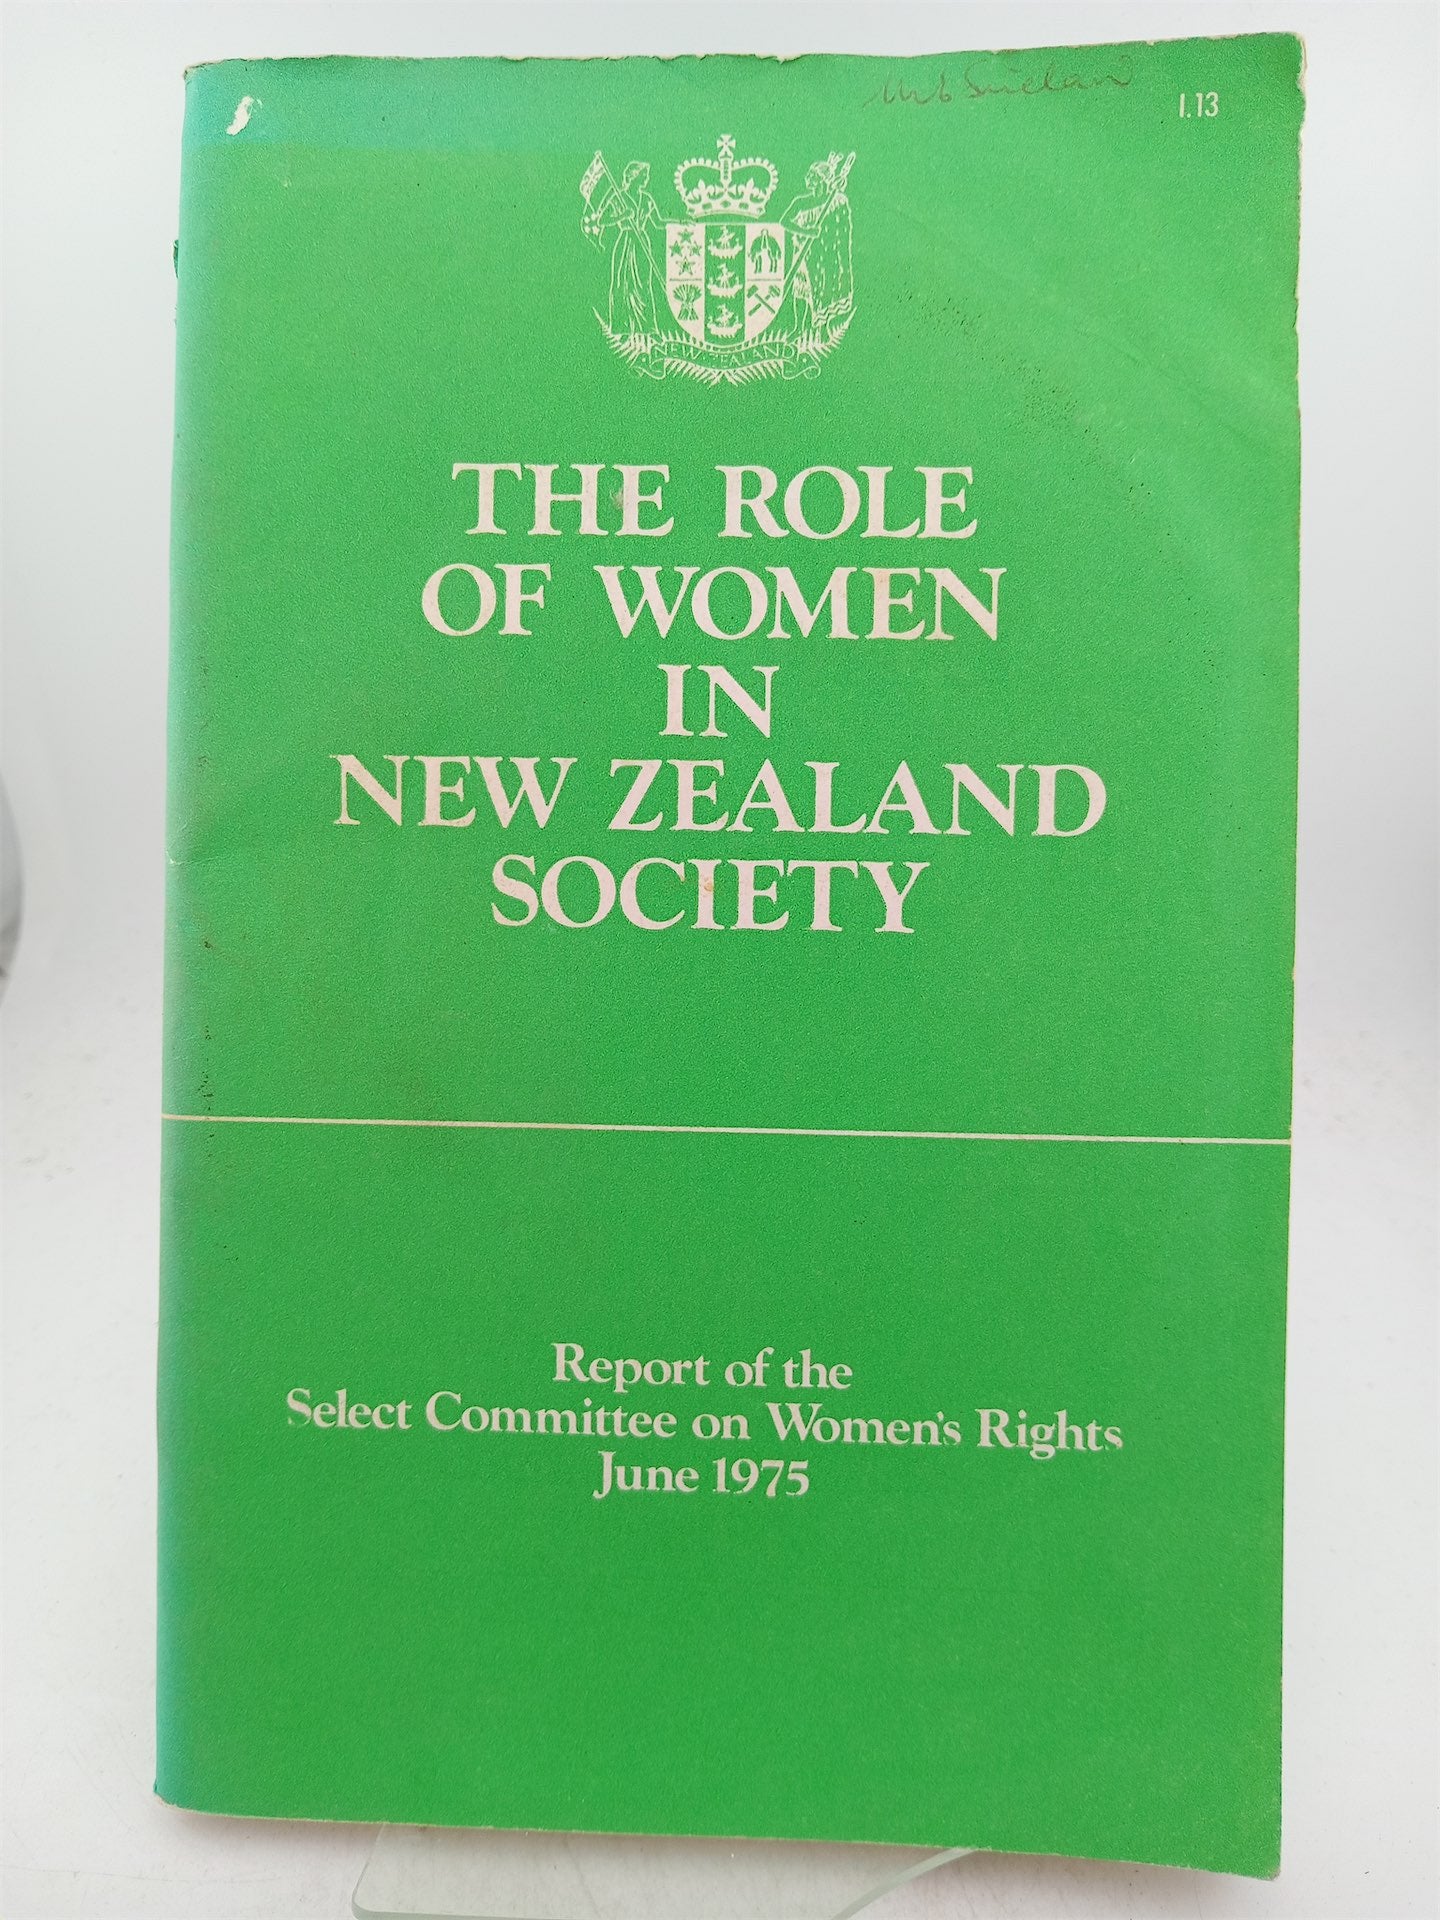 I.13
NEW ZEALAND
THE ROLE
OF WOMEN
IN
NEW ZEALAND
SOCIETY
Report of the
Select Committee on Women's Rights
June 1975